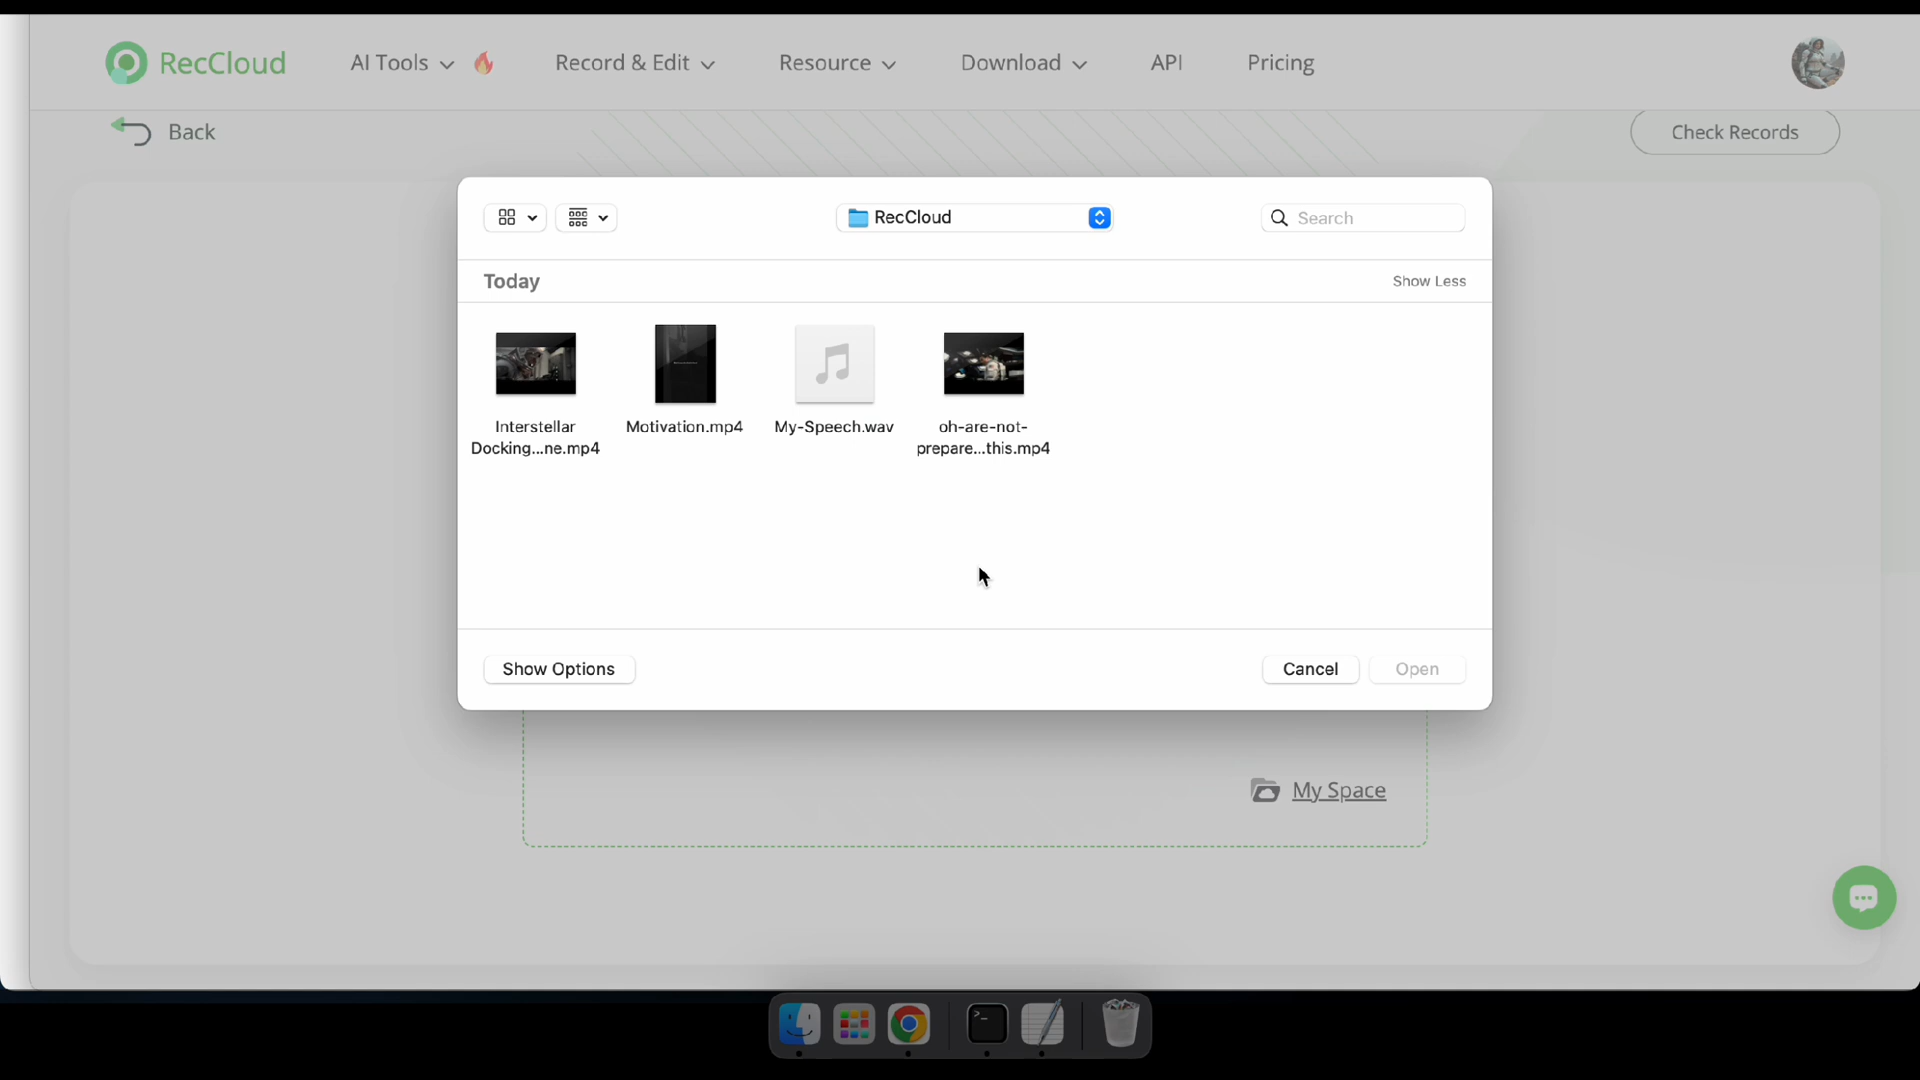 RecCloud
AI Tools
Record & Edit
Resource
Download
API
Pricing
Back
Check Records
RecCloud
Search
Today
Show Less
Interstellar
Docking...ne.mp4
Motivation.mp4
My-Speech.wav
oh-are-not-
prepare...this.mp4
Show Options
Cancel
Open
My Space